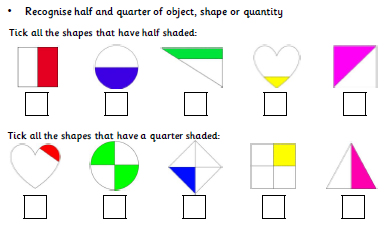 • Recognise half and quarter of object, shape or quantity
Tick all the shapes that have half shaded:
Tick all the shapes that have a quarter shaded: